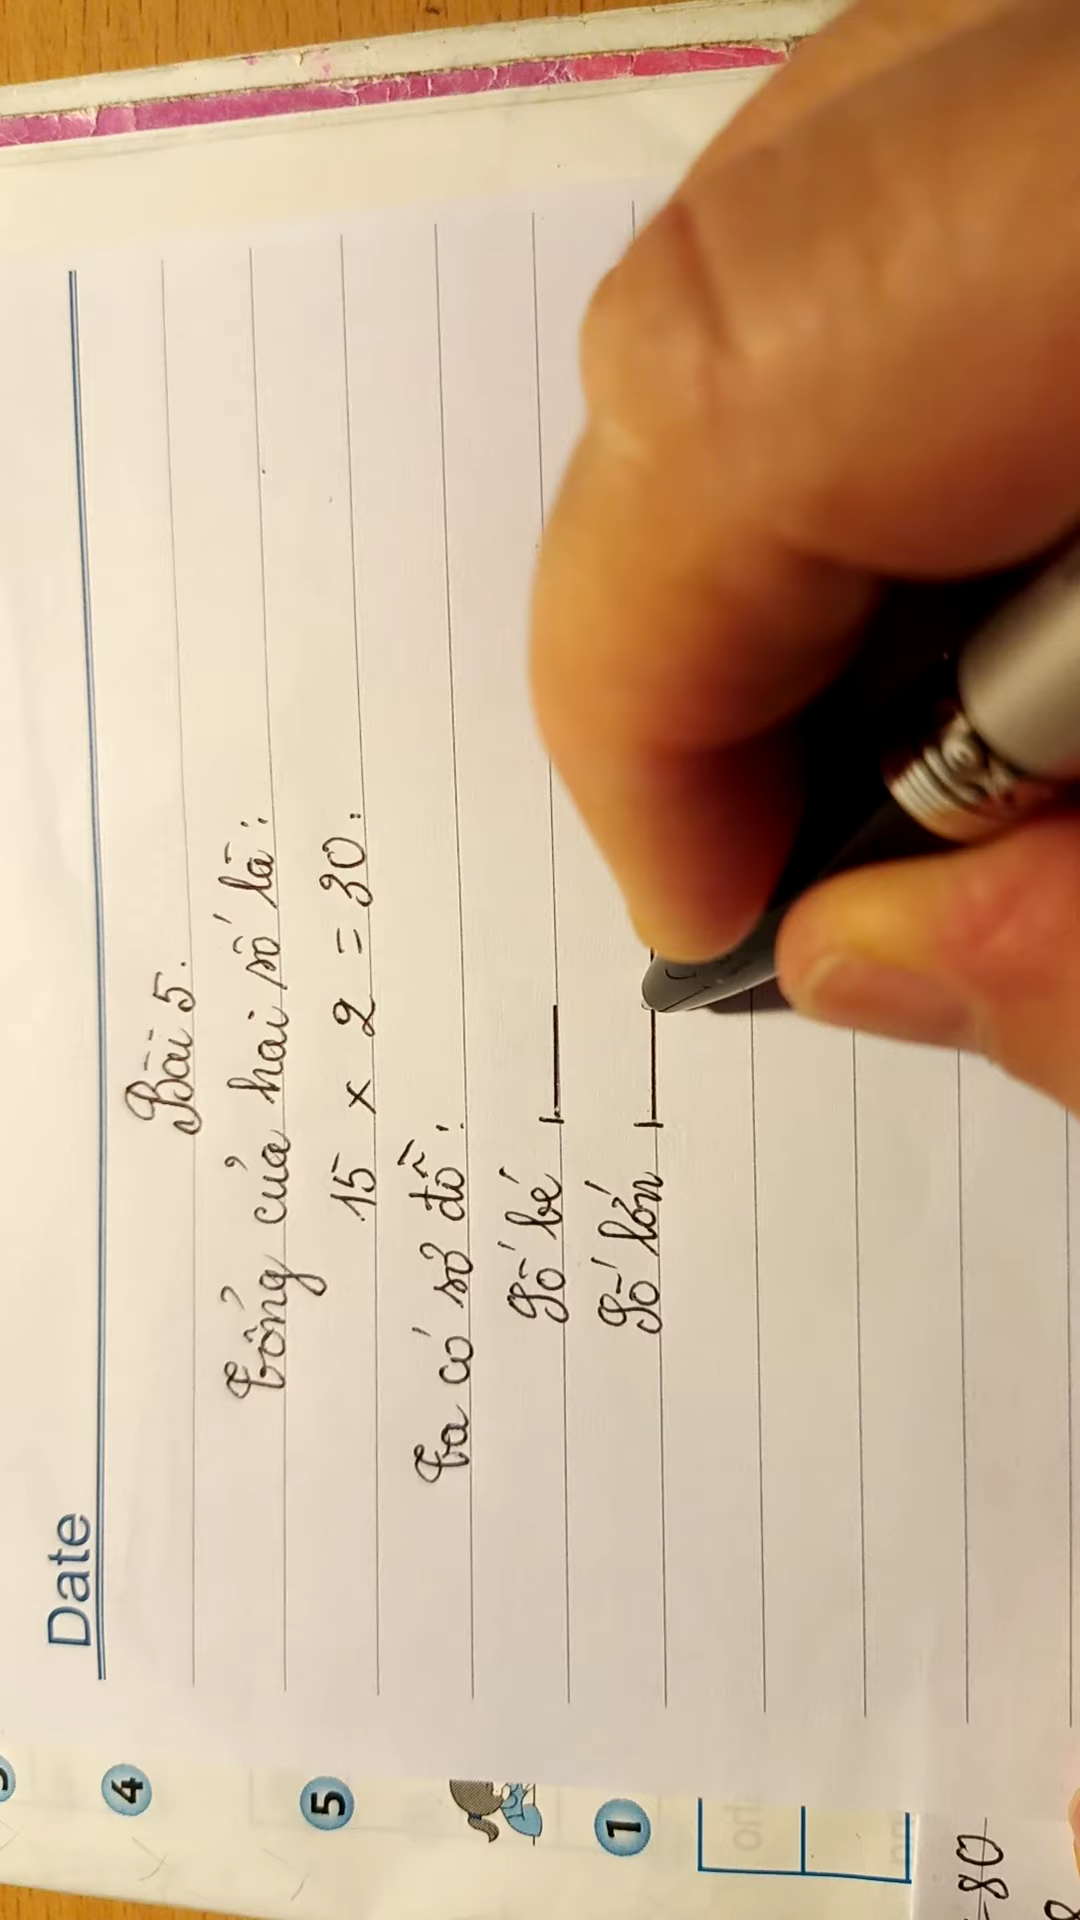 Date
Bài 5.
Tổng của hai số là:
15 x 2 = 30.
Ta có sơ đồ:
Số bé
Số lớn
4
5
1
80